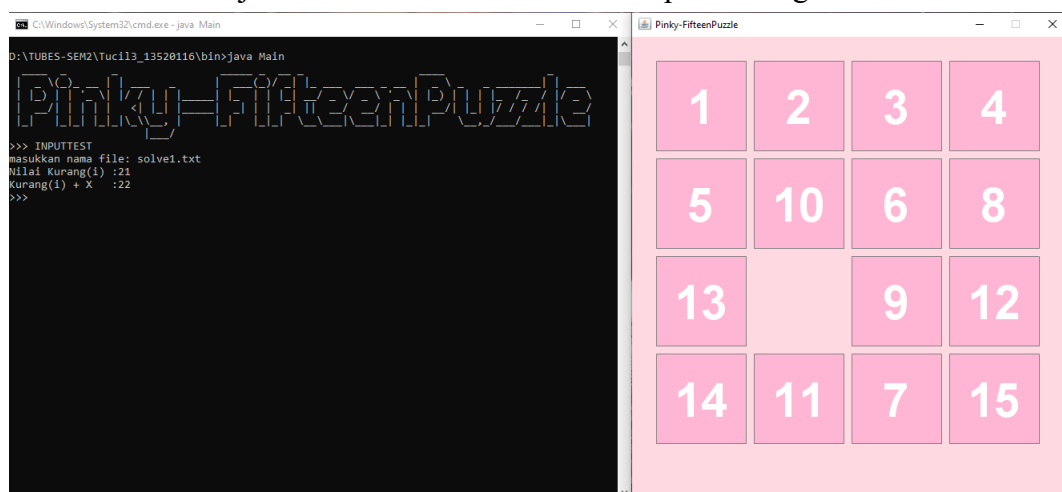 C:\Windows\System32\cmd.exe - java Main
D:\TUBES-SEM2\Tucil3_13520116\bin>java Main
Pinky-FifteenPuzzle
>>> INPUTTEST
masukkan nama file: solve1.txt
Nilai Kurang(i) :21
Kurang(i) + X   :22
>>>
Pinky-FifteenPuzzle
1 2 3 4
5 10 6 8
13 9 12
14 11 7 15